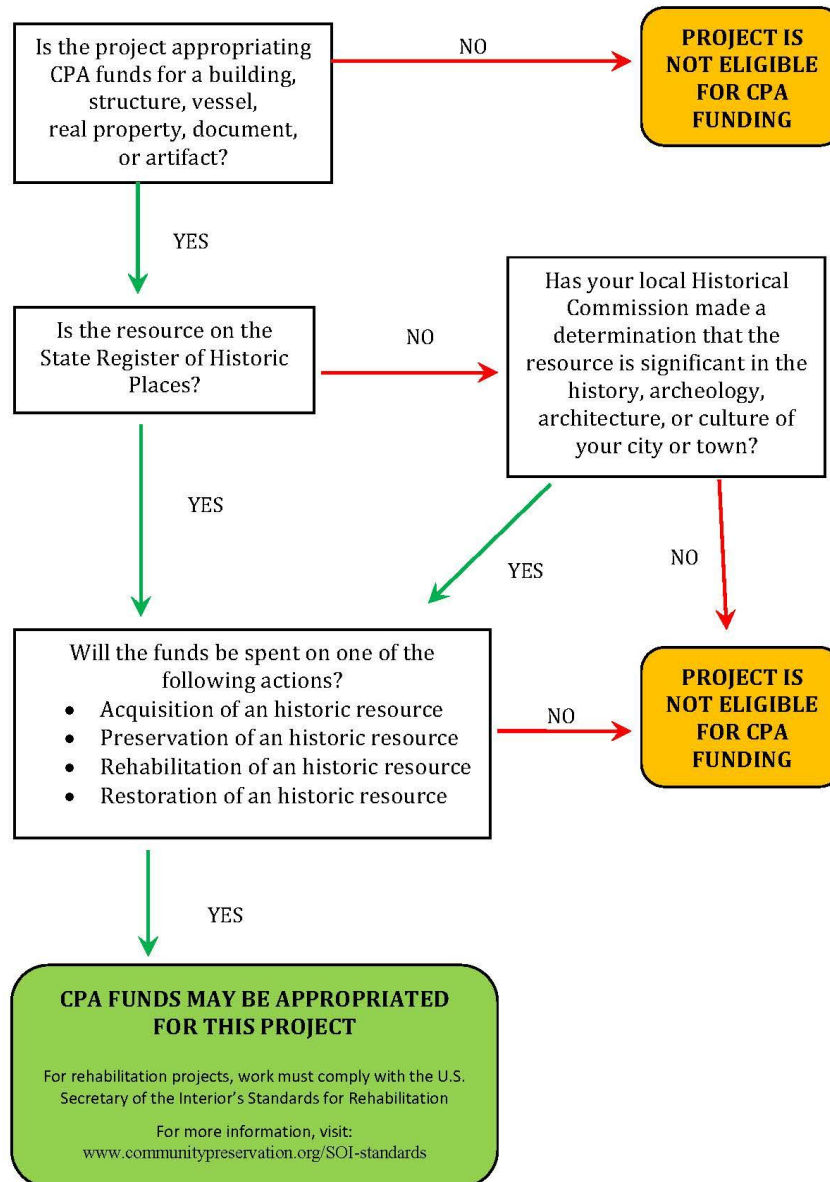 Is the project appropriating
CPA funds for a building,
structure, vessel,
real property, document,
or artifact?
NO
PROJECT IS
NOT ELIGIBLE
FOR CPA
FUNDING
YES
Is the resource on the
State Register of Historic
Places?
NO
Has your local Historical
Commission made a
determination that the
resource is significant in the
history, archeology,
architecture, or culture of
your city or town?
YES
YES
NO
Will the funds be spent on one of the
following actions?
• Acquisition of an historic resource
• Preservation of an historic resource
• Rehabilitation of an historic resource
• Restoration of an historic resource
NO
PROJECT IS
NOT ELIGIBLE
FOR CPA
FUNDING
YES
CPA FUNDS MAY BE APPROPRIATED
FOR THIS PROJECT
For rehabilitation projects, work must comply with the U.S.
Secretary of the Interior's Standards for Rehabilitation
For more information, visit:
www.communitypreservation.org/SOI-standards